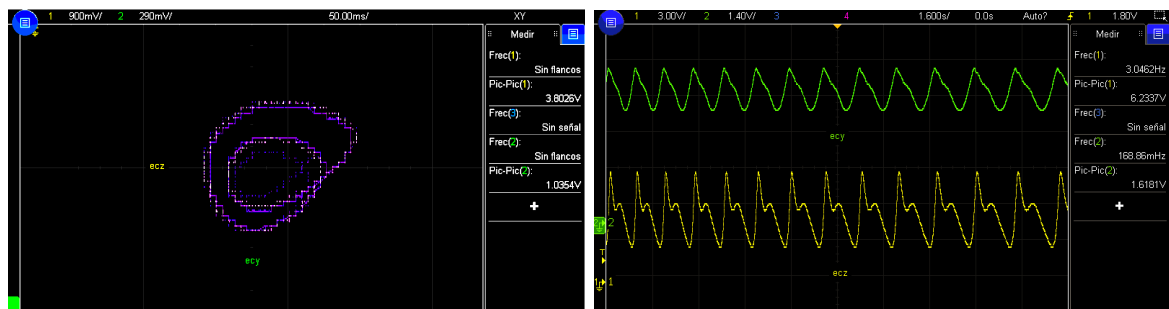 1 900mV/ 2 290mV/ 50.00ms/ XY
Medir
Frec(1):
Sin flancos
Pic-Pic(1):
3.8026V
Frec(3):
Sin señal
Frec(2):
Sin flancos
Pic-Pic(2):
1.0354V
+
ecz
ecy
1 3.00V/ 2 1.40V/ 3 4 1.600s/ 0.0s Auto? 1 1.80V
Medir
Frec(1):
3.0462Hz
Pic-Pic(1):
6.2337V
Frec(3):
Sin señal
Frec(2):
168.86mHz
Pic-Pic(2):
1.6181V
+
ecy
2
T
1
ecz